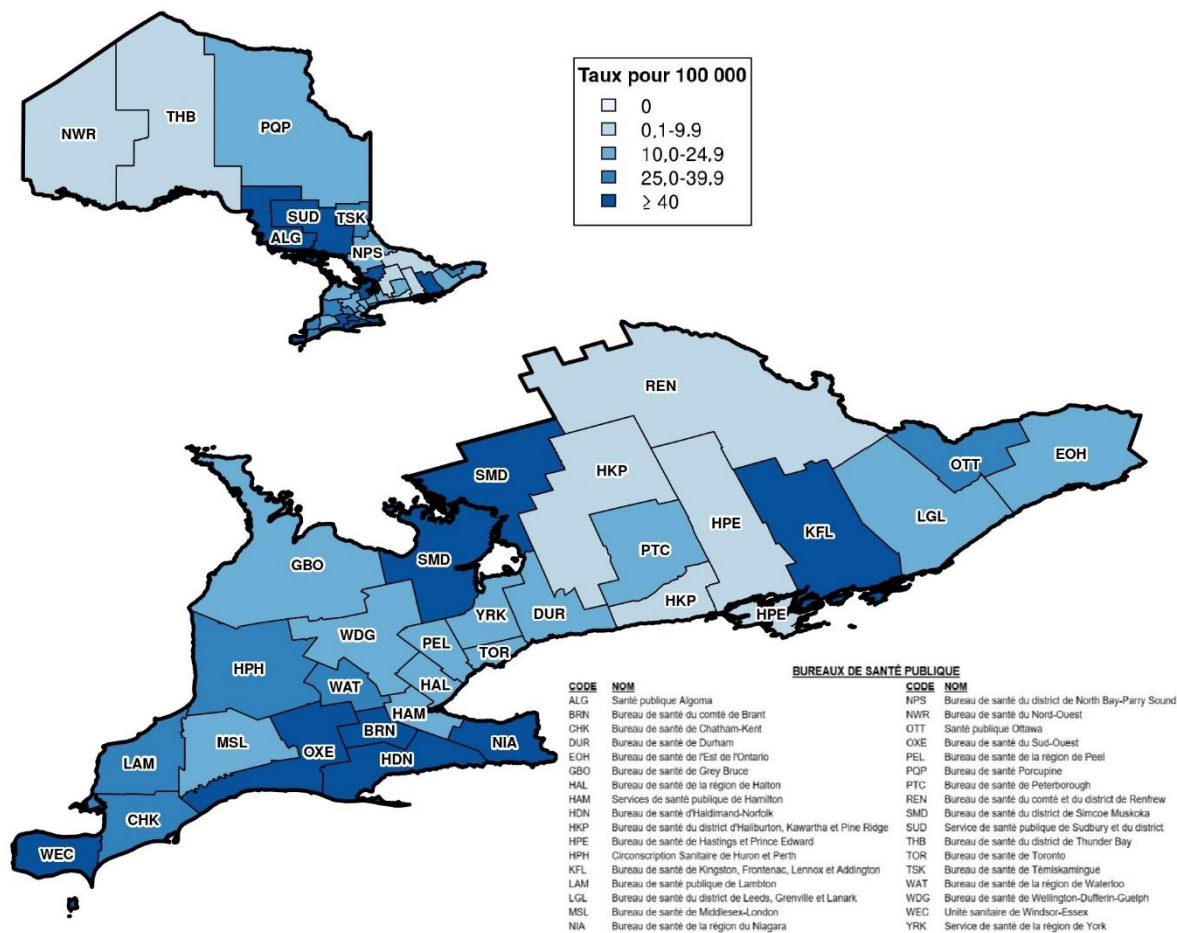 Taux pour 100 000
0
0,1-9,9
10,0-24,9
25,0-39,9
≥ 40
NWR
THB
PQP
SUD
TSK
ALG
NPS
REN
SMD
HKP
OTT
EOH
HPE
KFL
LGL
GBO
SMD
PTC
YRK
DUR
HKP
HPE
WDG
PEL
TOR
HPH
WAT
HAL
HAM
BRN
MSL
OXE
NIA
HDN
LAM
CHK
WEC
BUREAUX DE SANTÉ PUBLIQUE
CODE NOM
ALG Santé publique Algoma
BRN Bureau de santé du comté de Brant
CHK Bureau de santé de Chatham-Kent
DUR Bureau de santé de Durham
EOH Bureau de santé de l'Est de l'Ontario
GBO Bureau de santé de Grey Bruce
HAL Bureau de santé de la région de Halton
HAM Services de santé publique de Hamilton
HDN Bureau de santé d'Haldimand-Norfolk
HKP Bureau de santé du district d'Haliburton, Kawartha et Pine Ridge
HPE Bureau de santé de Hastings et Prince Edward
HPH Circonscription Sanitaire de Huron et Perth
KFL Bureau de santé de Kingston, Frontenac, Lennox et Addington
LAM Bureau de santé publique de Lambton
LGL Bureau de santé du district de Leeds, Grenville et Lanark
MSL Bureau de santé de Middlesex-London
NIA Bureau de santé de la région du Niagara
CODE NOM
NPS Bureau de santé du district de North Bay-Parry Sound
NWR Bureau de santé du Nord-Ouest
OTT Santé publique Ottawa
OXE Bureau de santé du Sud-Ouest
PEL Bureau de santé de la région de Peel
PQP Bureau de santé Porcupine
PTC Bureau de santé de Peterborough
REN Bureau de santé du comté et du district de Renfrew
SMD Bureau de santé du district de Simcoe Muskoka
SUD Service de santé publique de Sudbury et du district
THB Bureau de santé du district de Thunder Bay
TOR Bureau de santé de Toronto
TSK Bureau de santé de Témiskamingue
WAT Bureau de santé de la région de Waterloo
WDG Bureau de santé de Wellington-Dufferin-Guelph
WEC Unité sanitaire de Windsor-Essex
YRK Service de santé de la région de York